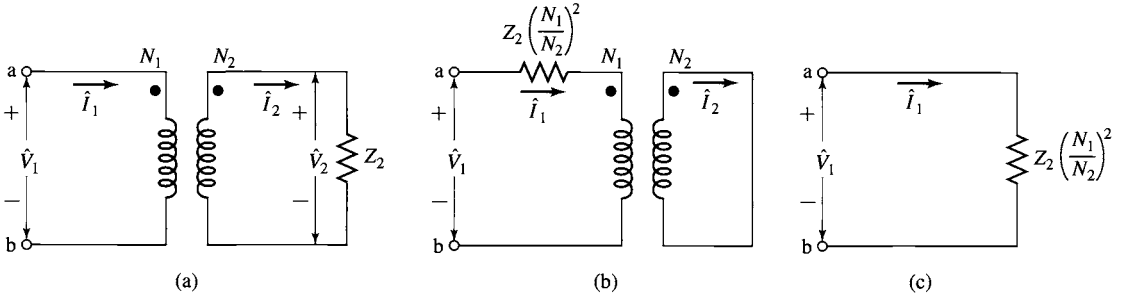 a
+
V̂₁
−
b
Î₁
N₁
N₂
Î₂
+
V̂₂
−
Z₂
(a)
Z₂ (N₁/N₂)²
a
+
V̂₁
−
b
Î₁
N₁
N₂
Î₂
(b)
a
+
V̂₁
−
b
Î₁
Z₂ (N₁/N₂)²
(c)